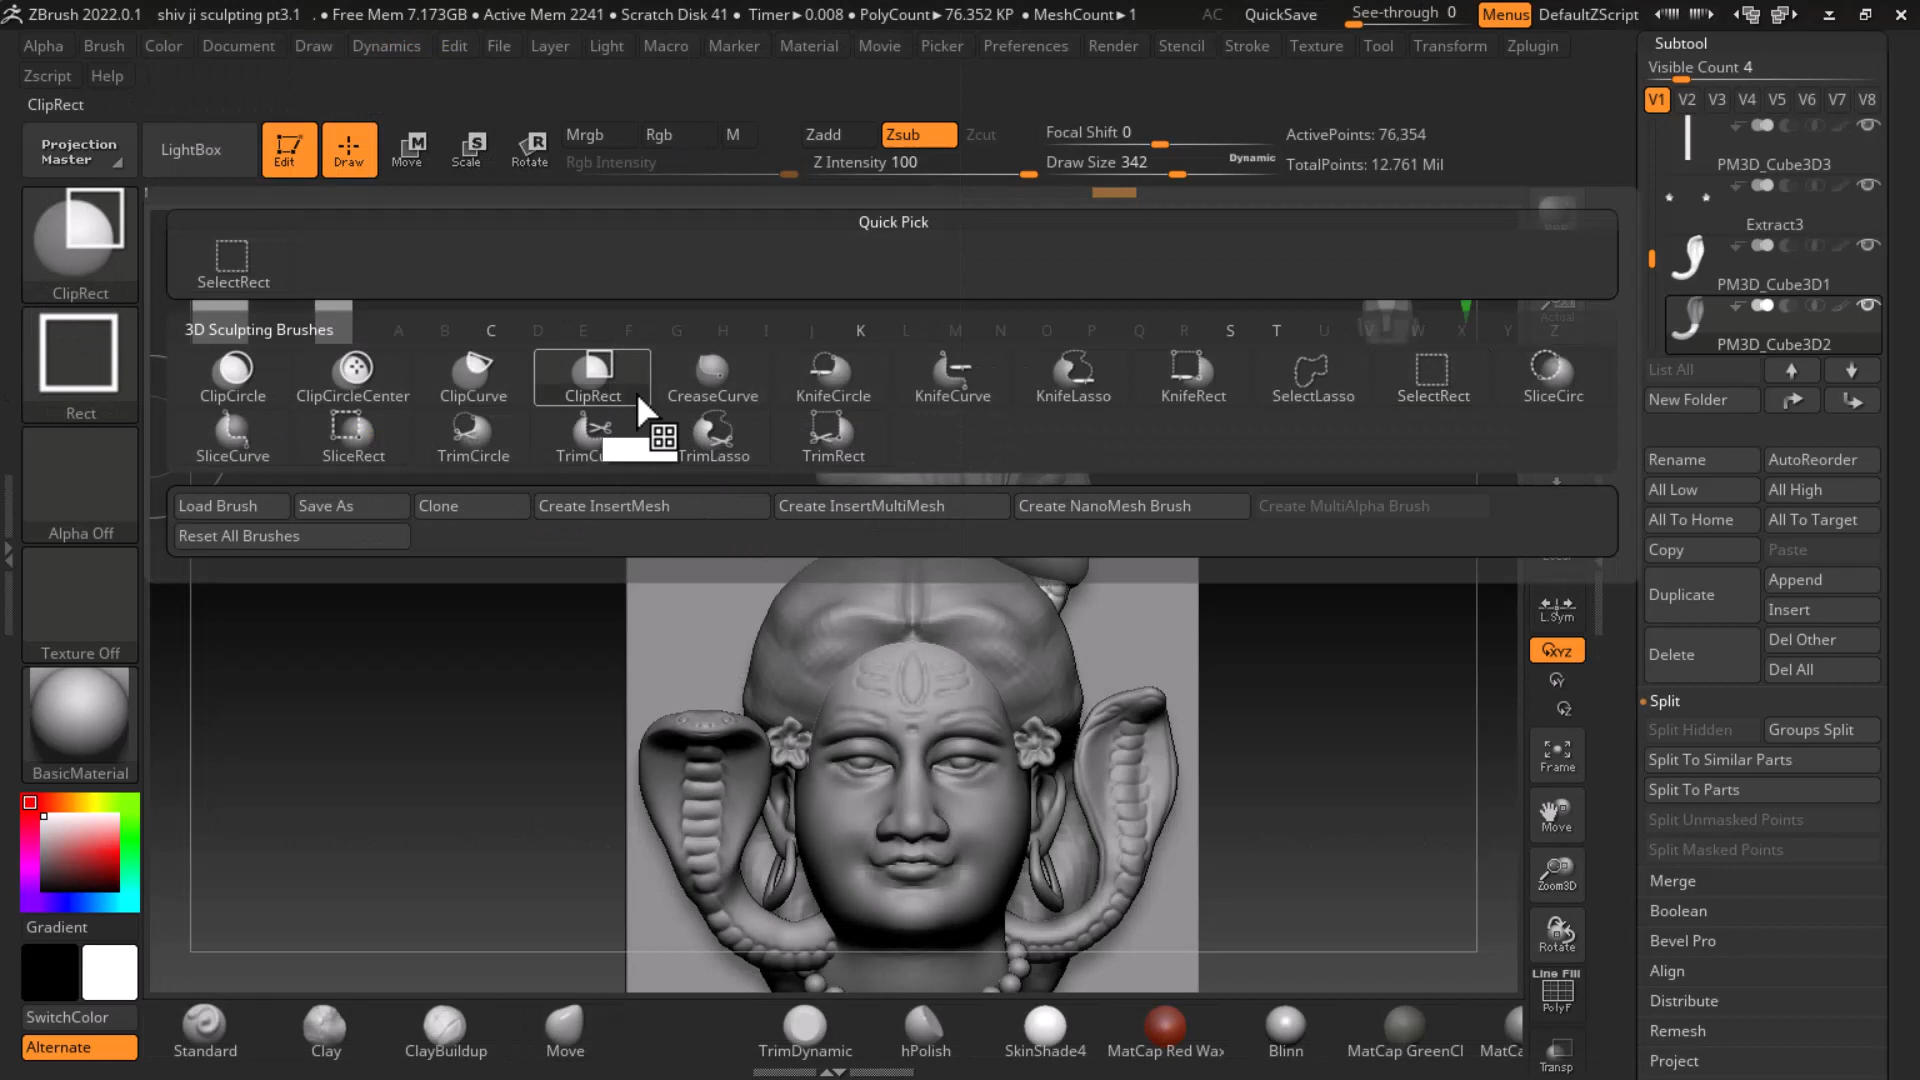 ZBrush 2022.0.1 shiv ji sculpting pt3.1 . • Free Mem 7.173GB • Active Mem 2241 • Scratch Disk 41 • Timer►0.008 • PolyCount►76.352 KP • MeshCount►1 AC QuickSave See-through 0 Menus DefaultZScript
Alpha Brush Color Document Draw Dynamics Edit File Layer Light Macro Marker Material Movie Picker Preferences Render Stencil Stroke Texture Tool Transform Zplugin
Zscript Help
ClipRect
Projection Master
LightBox
Edit
Draw
Move
Scale
Rotate
Mrgb Rgb M
Rgb Intensity
Zadd Zsub Zcut
Z Intensity 100
Focal Shift 0
Draw Size 342
Dynamic
ActivePoints: 76,354
TotalPoints: 12.761 Mil
ClipRect
Rect
Alpha Off
Texture Off
BasicMaterial
Gradient
SwitchColor
Alternate
Quick Pick
SelectRect
3D Sculpting Brushes A B C D E F G H I J K L M N O P Q R S T U V W X Y Z
ClipCircle ClipCircleCenter ClipCurve ClipRect CreaseCurve KnifeCircle KnifeCurve KnifeLasso KnifeRect SelectLasso SelectRect SliceCirc
SliceCurve SliceRect TrimCircle TrimCu TrimLasso TrimRect
Load Brush Save As Clone Create InsertMesh Create InsertMultiMesh Create NanoMesh Brush Create MultiAlpha Brush
Reset All Brushes
Actual
L.Sym
XYZ
Frame
Move
Zoom3D
Rotate
Line Fill
PolyF
Transp
Standard Clay ClayBuildup Move TrimDynamic hPolish SkinShade4 MatCap Red Wax Blinn MatCap GreenCl MatCa
Subtool
Visible Count 4
V1 V2 V3 V4 V5 V6 V7 V8
PM3D_Cube3D3
Extract3
PM3D_Cube3D1
PM3D_Cube3D2
List All
New Folder
Rename AutoReorder
All Low All High
All To Home All To Target
Copy Paste
Duplicate Append
Insert
Delete Del Other
Del All
Split
Split Hidden Groups Split
Split To Similar Parts
Split To Parts
Split Unmasked Points
Split Masked Points
Merge
Boolean
Bevel Pro
Align
Distribute
Remesh
Project